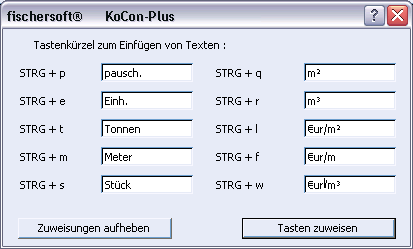 fischersoft® KoCon-Plus
Tastenkürzel zum Einfügen von Texten :
STRG + p pausch. STRG + q m²
STRG + e Einh. STRG + r m³
STRG + t Tonnen STRG + l €ur/m²
STRG + m Meter STRG + f €ur/m
STRG + s Stück STRG + w €ur/m³
Zuweisungen aufheben Tasten zuweisen